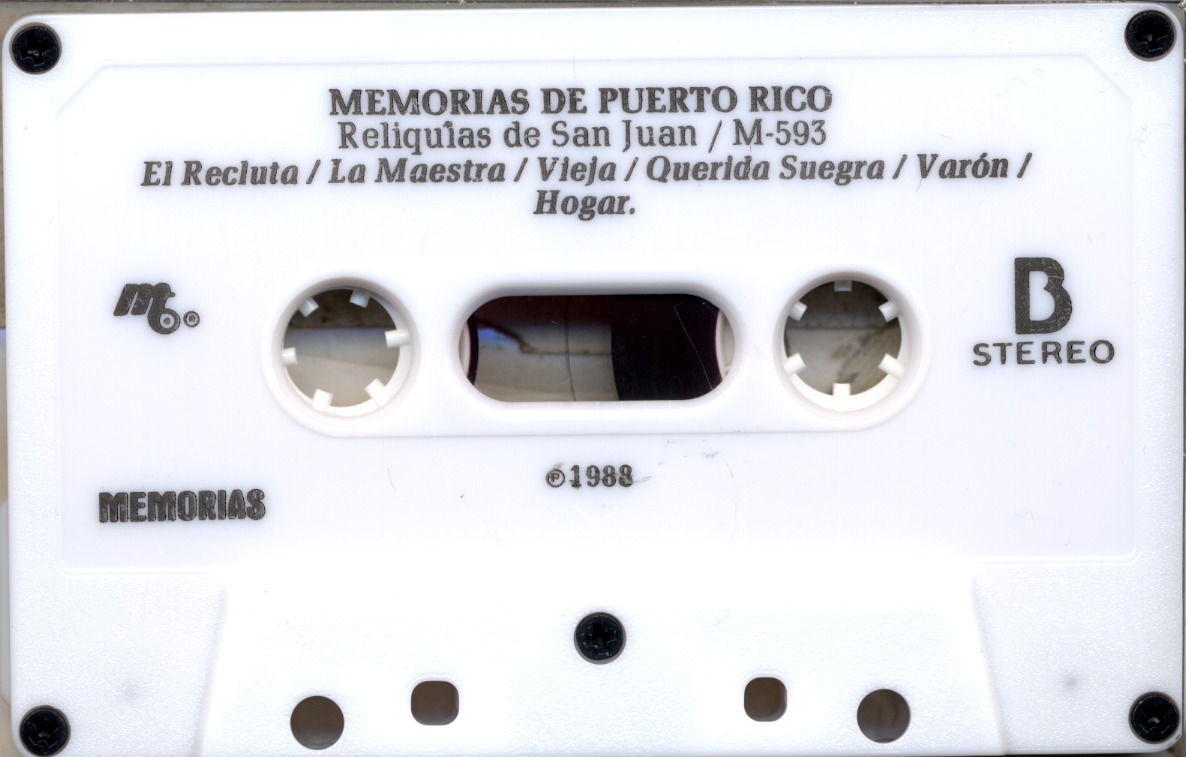 MEMORIAS DE PUERTO RICO
Reliquias de San Juan / M-593
El Recluta / La Maestra / Vieja / Querida Suegra / Varón /
Hogar.
B
STEREO
℗1988
MEMORIAS